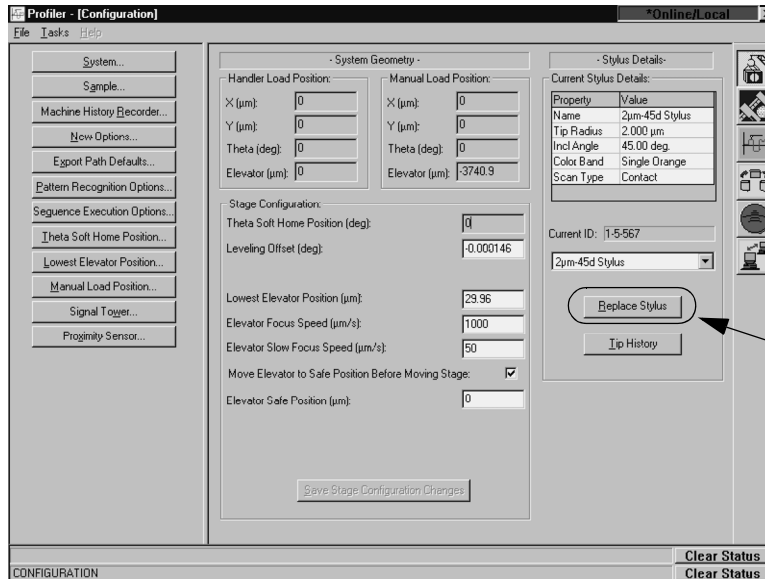 Profiler - [Configuration]
*Online/Local
File Tasks Help
System...
Sample...
Machine History Recorder...
New Options...
Export Path Defaults...
Pattern Recognition Options...
Sequence Execution Options...
Theta Soft Home Position...
Lowest Elevator Position...
Manual Load Position...
Signal Tower...
Proximity Sensor...
- System Geometry -
Handler Load Position:
X (µm): 0
Y (µm): 0
Theta (deg): 0
Elevator (µm): 0
Manual Load Position:
X (µm): 0
Y (µm): 0
Theta (deg): 0
Elevator (µm): -3740.9
Stage Configuration:
Theta Soft Home Position (deg): 0
Leveling Offset (deg): -0.000146
Lowest Elevator Position (µm): 29.96
Elevator Focus Speed (µm/s): 1000
Elevator Slow Focus Speed (µm/s): 50
Move Elevator to Safe Position Before Moving Stage:
Elevator Safe Position (µm): 0
Save Stage Configuration Changes
- Stylus Details-
Current Stylus Details:
Property Value
Name 2µm-45d Stylus
Tip Radius 2.000 µm
Incl Angle 45.00 deg.
Color Band Single Orange
Scan Type Contact
Current ID: 1-5-567
2µm-45d Stylus
Replace Stylus
Tip History
Clear Status
CONFIGURATION
Clear Status